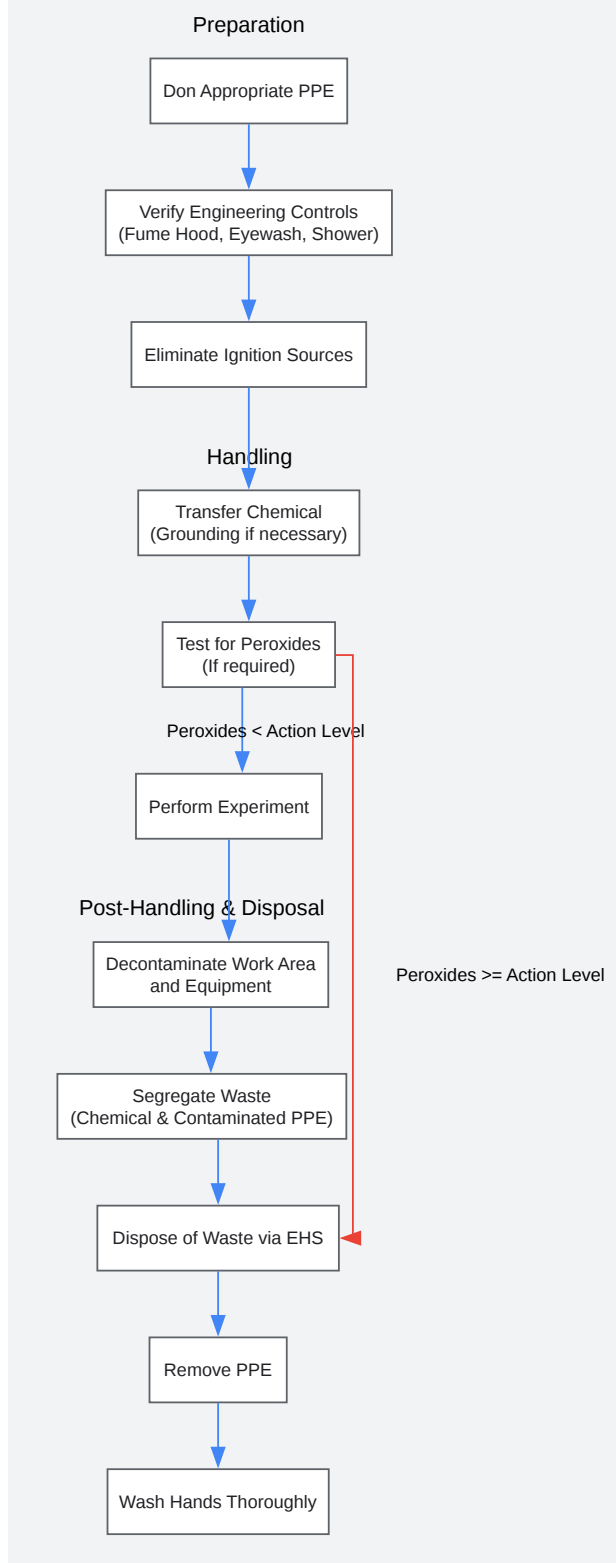 Preparation
Don Appropriate PPE
Verify Engineering Controls
(Fume Hood, Eyewash, Shower)
Eliminate Ignition Sources
Handling
Transfer Chemical
(Grounding if necessary)
Test for Peroxides
(If required)
Peroxides < Action Level
Perform Experiment
Post-Handling & Disposal
Decontaminate Work Area
and Equipment
Peroxides >= Action Level
Segregate Waste
(Chemical & Contaminated PPE)
Dispose of Waste via EHS
Remove PPE
Wash Hands Thoroughly